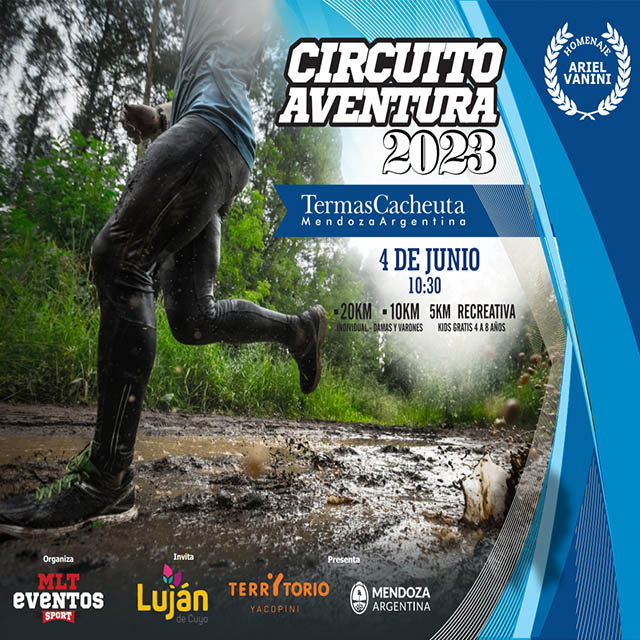 CIRCUITO
AVENTURA
2023
HOMENAJE
ARIEL
VANINI
TermasCacheuta
MendozaArgentina
4 DE JUNIO
10:30
▪20KM ▪10KM 5KM RECREATIVA
INDIVIDUAL - DAMAS Y VARONES KIDS GRATIS 4 A 8 AÑOS
Organiza
MLT
eventos
SPORT
Invita
Luján
de Cuyo
TERRITORIO
YACOPINI
Presenta
MENDOZA
ARGENTINA